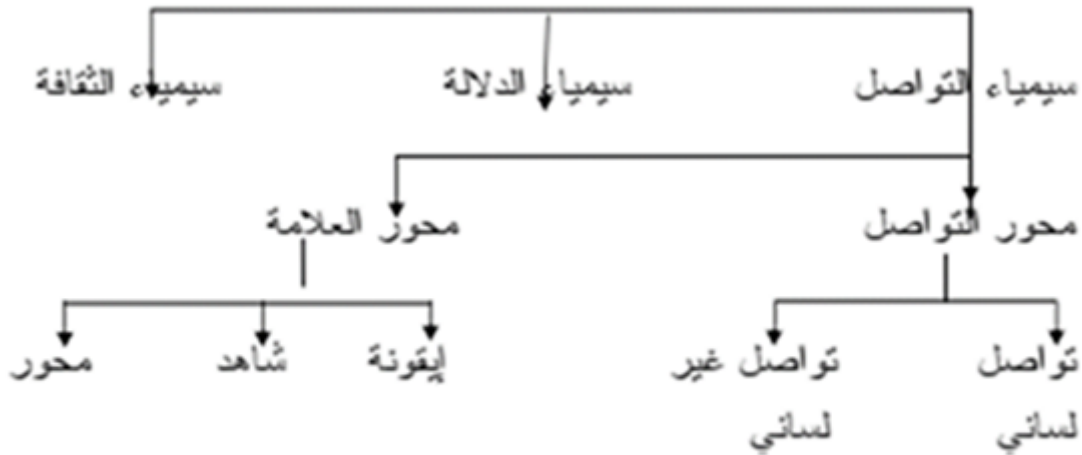 سيمياء التواصل
سيمياء الدلالة
سيمياء الثقافة
محور التواصل
محور العلامة
تواصل
لساني
تواصل غير
لساني
إيقونة
شاهد
محور